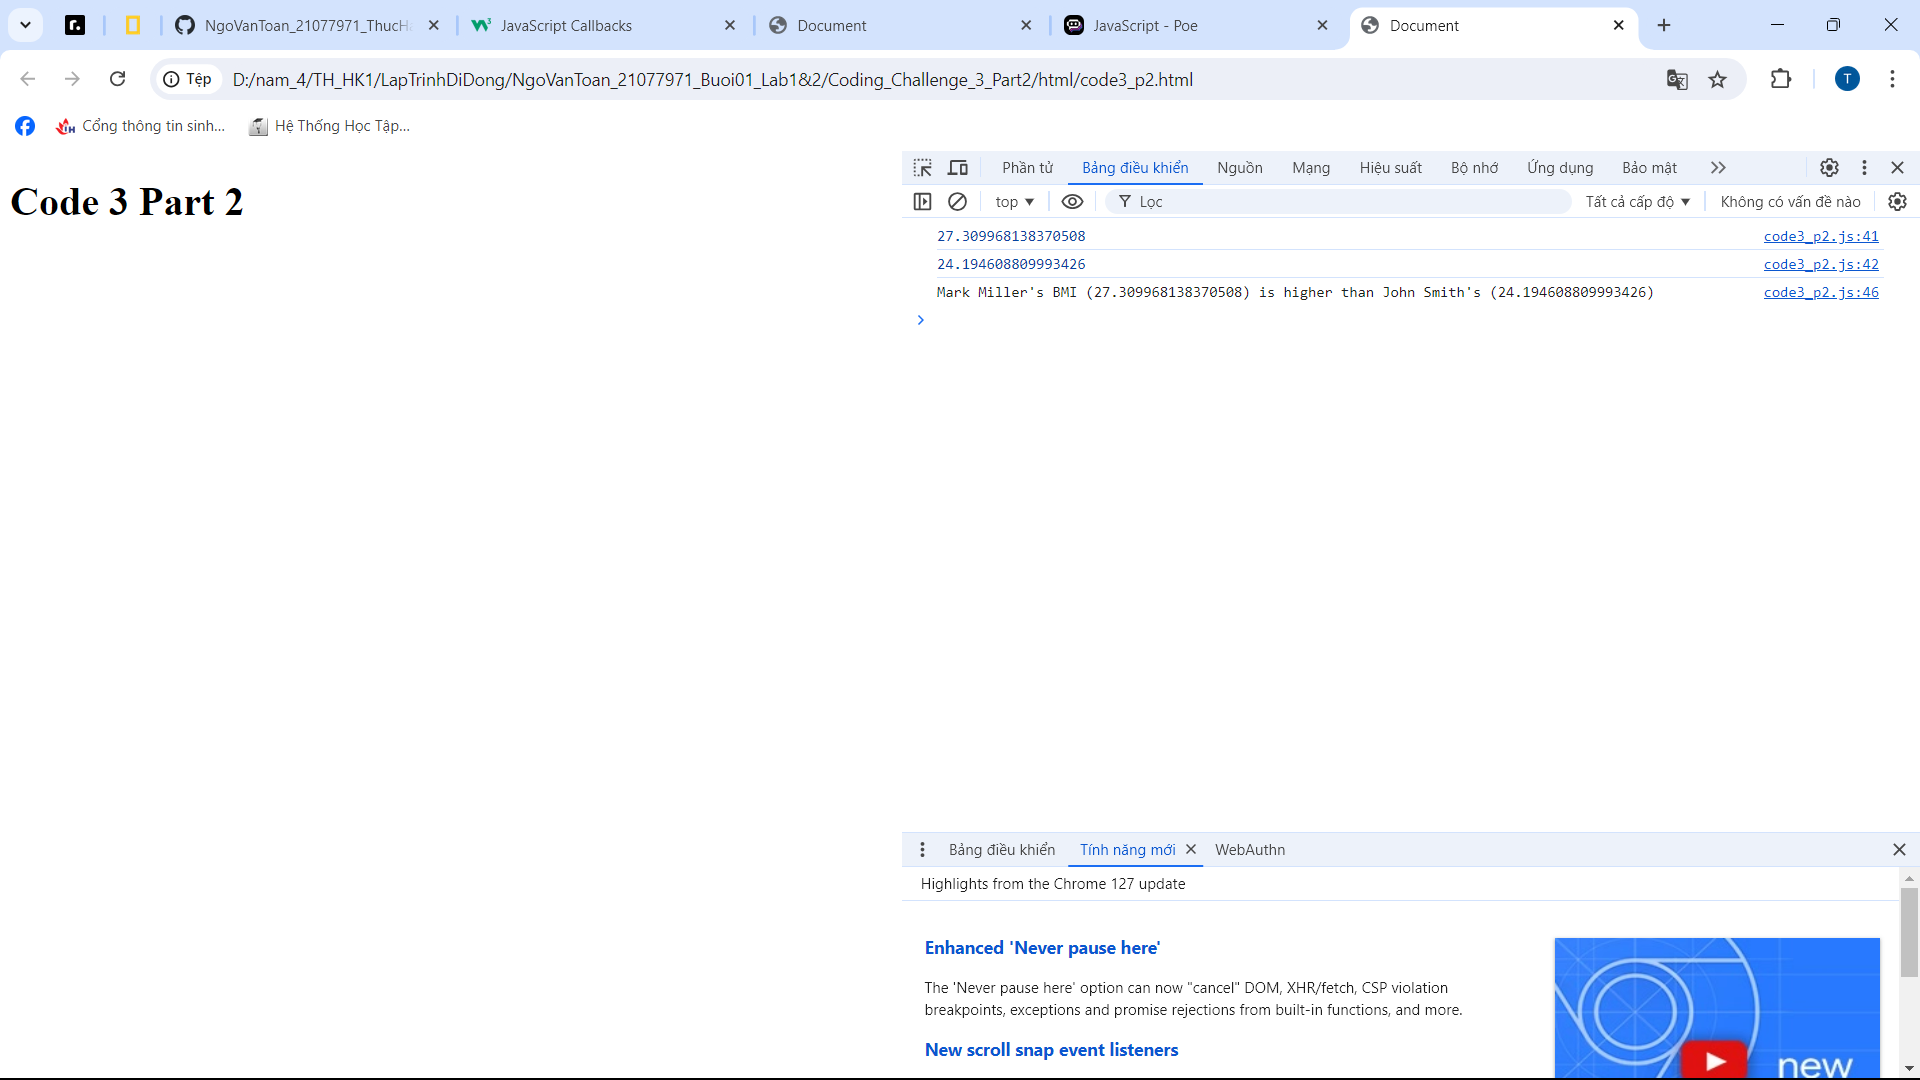 NgoVanToan_21077971_ThucHa
JavaScript Callbacks
Document
JavaScript - Poe
Document
Tệp
D:/nam_4/TH_HK1/LapTrinhDiDong/NgoVanToan_21077971_Buoi01_Lab1&2/Coding_Challenge_3_Part2/html/code3_p2.html
T
Cổng thông tin sinh...
Hệ Thống Học Tập...
Code 3 Part 2
Phần tử
Bảng điều khiển
Nguồn
Mạng
Hiệu suất
Bộ nhớ
Ứng dụng
Bảo mật
top
Lọc
Tất cả cấp độ
Không có vấn đề nào
27.309968138370508 code3_p2.js:41
24.194608809993426 code3_p2.js:42
Mark Miller's BMI (27.309968138370508) is higher than John Smith's (24.194608809993426) code3_p2.js:46
Bảng điều khiển
Tính năng mới
WebAuthn
Highlights from the Chrome 127 update
Enhanced 'Never pause here'
The 'Never pause here' option can now "cancel" DOM, XHR/fetch, CSP violation
breakpoints, exceptions and promise rejections from built-in functions, and more.
New scroll snap event listeners
new